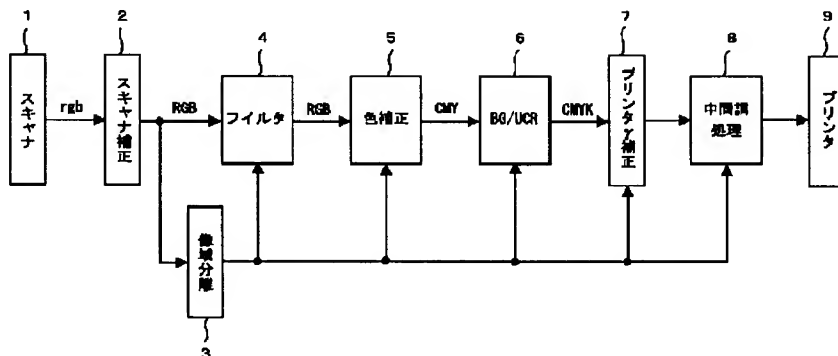 1
2
4
5
6
7
8
9
スキャナ
rgb
スキャナ補正
RGB
フィルタ
RGB
色補正
CMY
BG/UCR
CMYK
プリンタγ補正
中間調
処理
プリンタ
像域分離
3